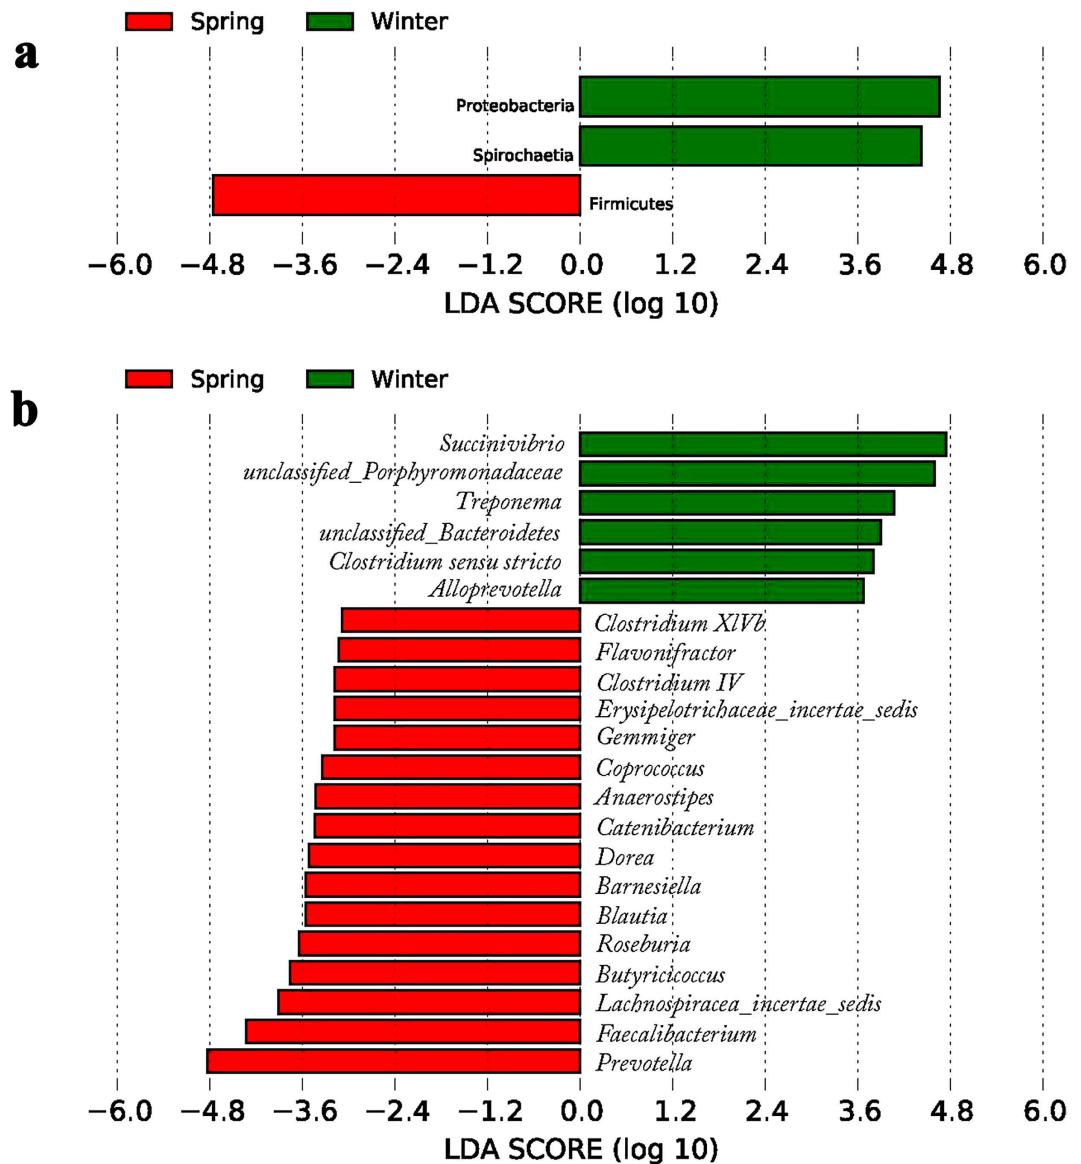 Spring Winter
a
Proteobacteria
Spirochaetia
Firmicutes
−6.0 −4.8 −3.6 −2.4 −1.2 0.0 1.2 2.4 3.6 4.8 6.0
LDA SCORE (log 10)
Spring Winter
b
Succinivibrio
unclassified_Porphyromonadaceae
Treponema
unclassified_Bacteroidetes
Clostridium sensu stricto
Alloprevotella
Clostridium XlVb
Flavonifractor
Clostridium IV
Erysipelotrichaceae_incertae_sedis
Gemmiger
Coprococcus
Anaerostipes
Catenibacterium
Dorea
Barnesiella
Blautia
Roseburia
Butyricicoccus
Lachnospiracea_incertae_sedis
Faecalibacterium
Prevotella
−6.0 −4.8 −3.6 −2.4 −1.2 0.0 1.2 2.4 3.6 4.8 6.0
LDA SCORE (log 10)